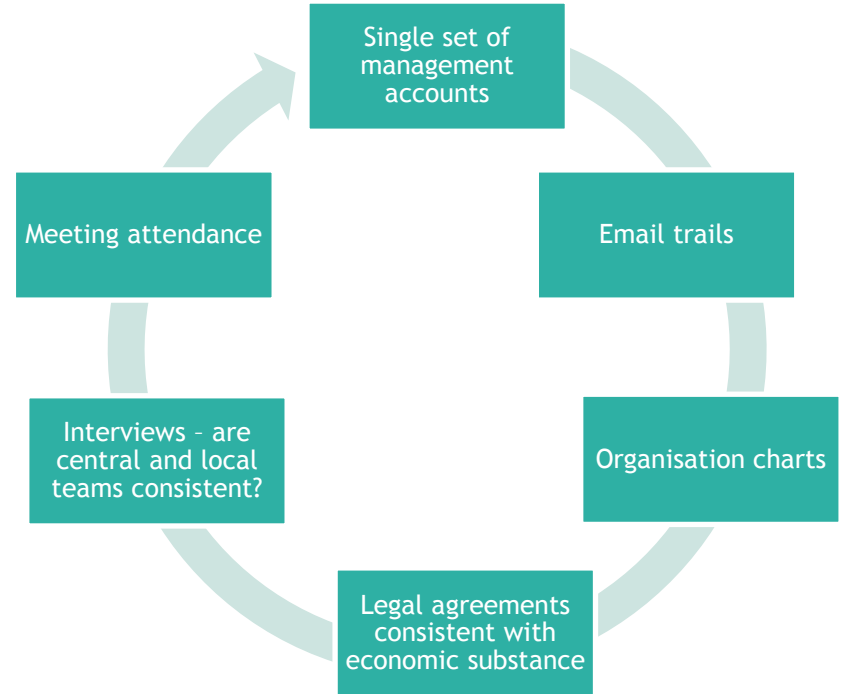 Single set of
management
accounts
Email trails
Organisation charts
Legal agreements
consistent with
economic substance
Interviews – are
central and local
teams consistent?
Meeting attendance